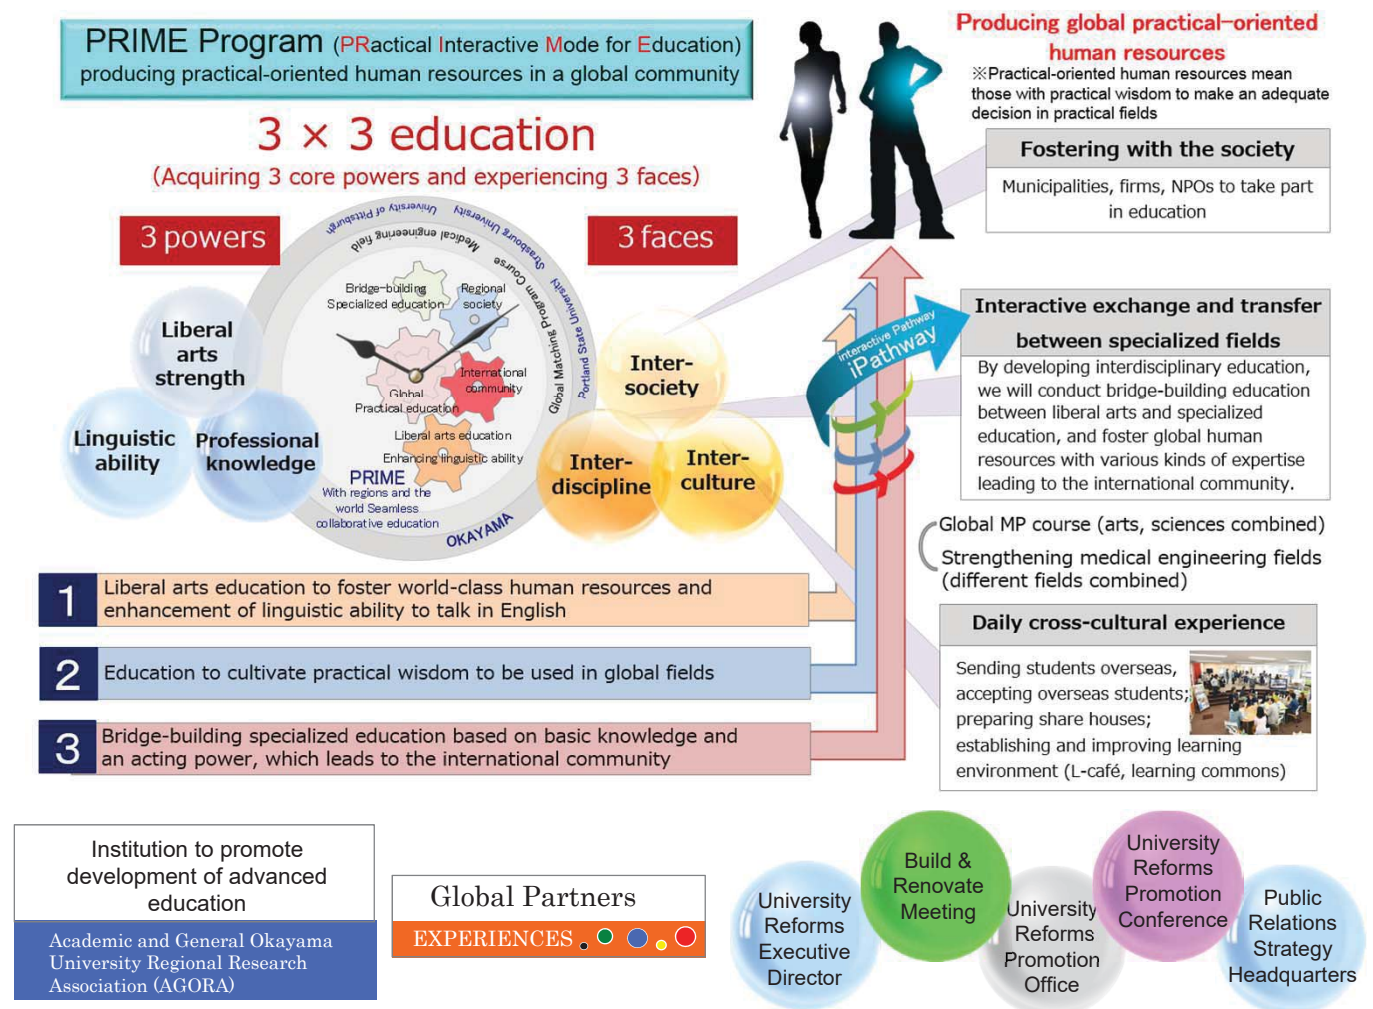 PRIME Program (PRactical Interactive Mode for Education)
producing practical-oriented human resources in a global community
Producing global practical-oriented
human resources
※Practical-oriented human resources mean
those with practical wisdom to make an adequate
decision in practical fields
3 × 3 education
(Acquiring 3 core powers and experiencing 3 faces)
3 powers
3 faces
Fostering with the society
Municipalities, firms, NPOs to take part
in education
University of Pittsburgh
Strasbourg University
Portland State University
Medical engineering field
Global Matching Program Course
Bridge-building
Specialized education
Regional
society
International
community
Global
Practical education
Liberal arts education
Enhancing linguistic ability
PRIME
With regions and the
world Seamless
collaborative education
OKAYAMA
Liberal
arts
strength
Linguistic
ability
Professional
knowledge
Inter-
society
Inter-
discipline
Inter-
culture
Interactive Pathway
iPathway
Interactive exchange and transfer
between specialized fields
By developing interdisciplinary education,
we will conduct bridge-building education
between liberal arts and specialized
education, and foster global human
resources with various kinds of expertise
leading to the international community.
Global MP course (arts, sciences combined)
Strengthening medical engineering fields
(different fields combined)
1
Liberal arts education to foster world-class human resources and
enhancement of linguistic ability to talk in English
2
Education to cultivate practical wisdom to be used in global fields
3
Bridge-building specialized education based on basic knowledge and
an acting power, which leads to the international community
Daily cross-cultural experience
Sending students overseas,
accepting overseas students;
preparing share houses;
establishing and improving learning
environment (L-café, learning commons)
Institution to promote
development of advanced
education
Academic and General Okayama
University Regional Research
Association (AGORA)
Global Partners
EXPERIENCES
University
Reforms
Executive
Director
Build &
Renovate
Meeting
University
Reforms
Promotion
Office
University
Reforms
Promotion
Conference
Public
Relations
Strategy
Headquarters